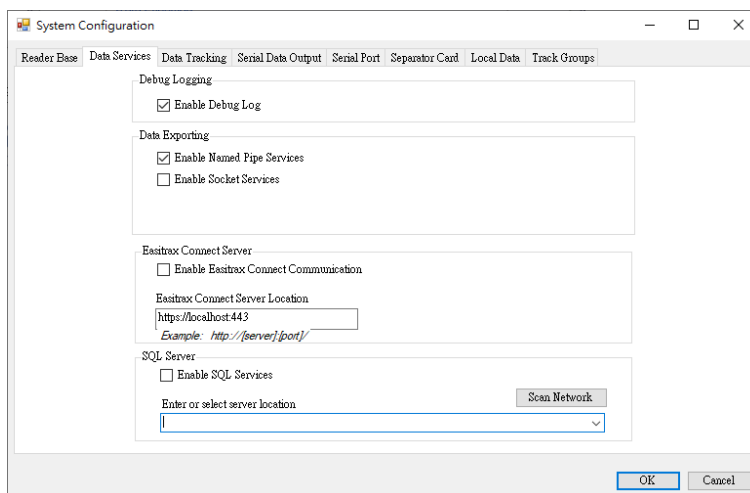 System Configuration
Reader Base Data Services Data Tracking Serial Data Output Serial Port Separator Card Local Data Track Groups
Debug Logging
Enable Debug Log
Data Exporting
Enable Named Pipe Services
Enable Socket Services
Easitrax Connect Server
Enable Easitrax Connect Communication
Easitrax Connect Server Location
https://localhost:443
Example: http://[server]:[port]/
SQL Server
Enable SQL Services
Enter or select server location
Scan Network
OK Cancel